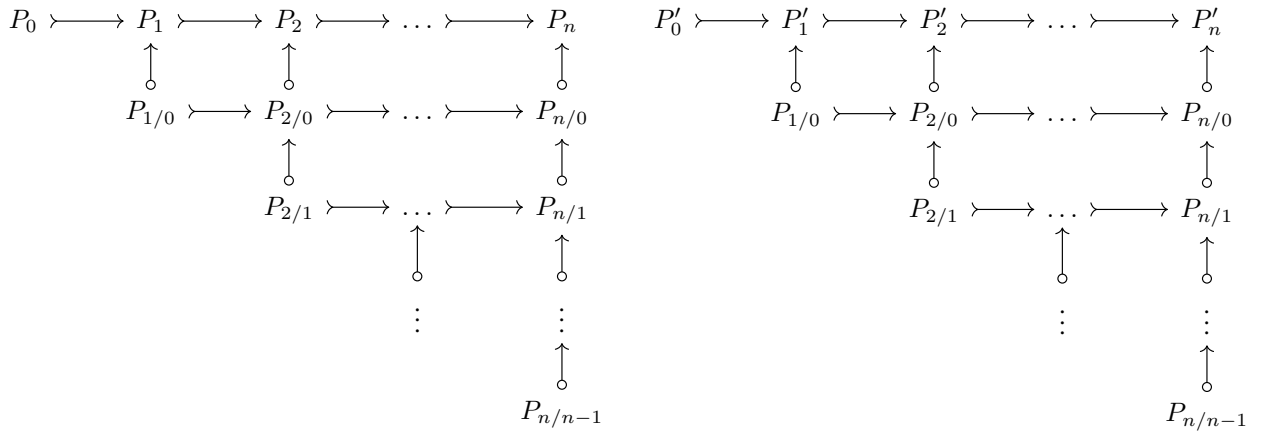 P_0 P_1 P_2 … P_n P′_0 P′_1 P′_2 … P′_n
P_{1/0} P_{2/0} … P_{n/0} P_{1/0} P_{2/0} … P_{n/0}
P_{2/1} … P_{n/1} P_{2/1} … P_{n/1}
⋮ ⋮ ⋮ ⋮
P_{n/n−1} P_{n/n−1}